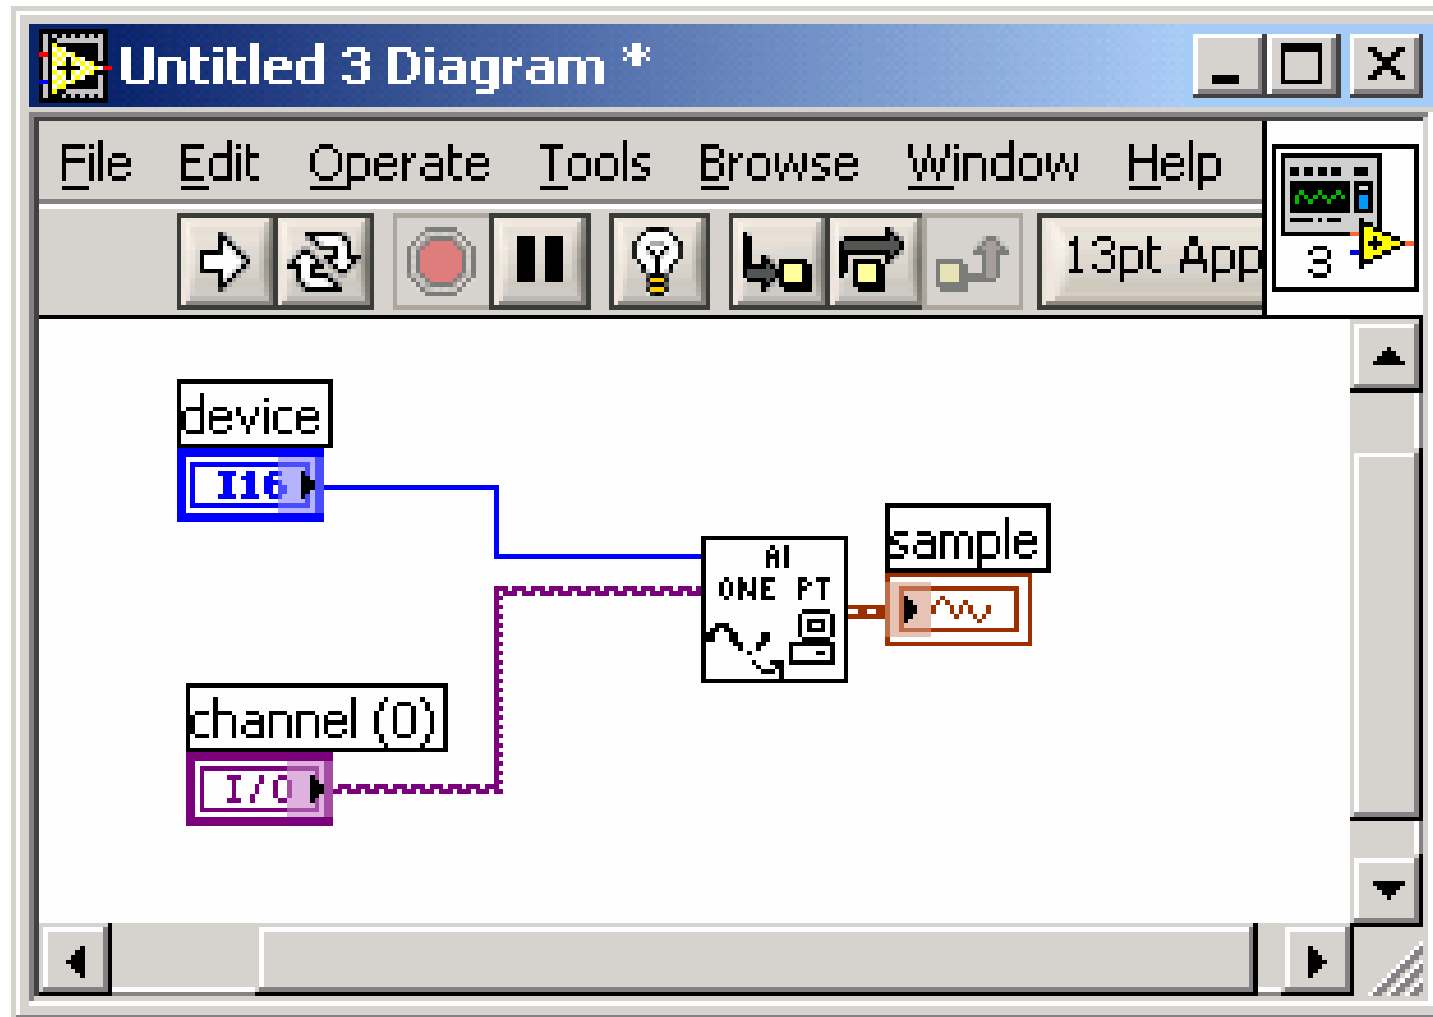 Untitled 3 Diagram *
File Edit Operate Tools Browse Window Help
13pt App
3
device
I16
AI
ONE PT
sample
channel (0)
I/O